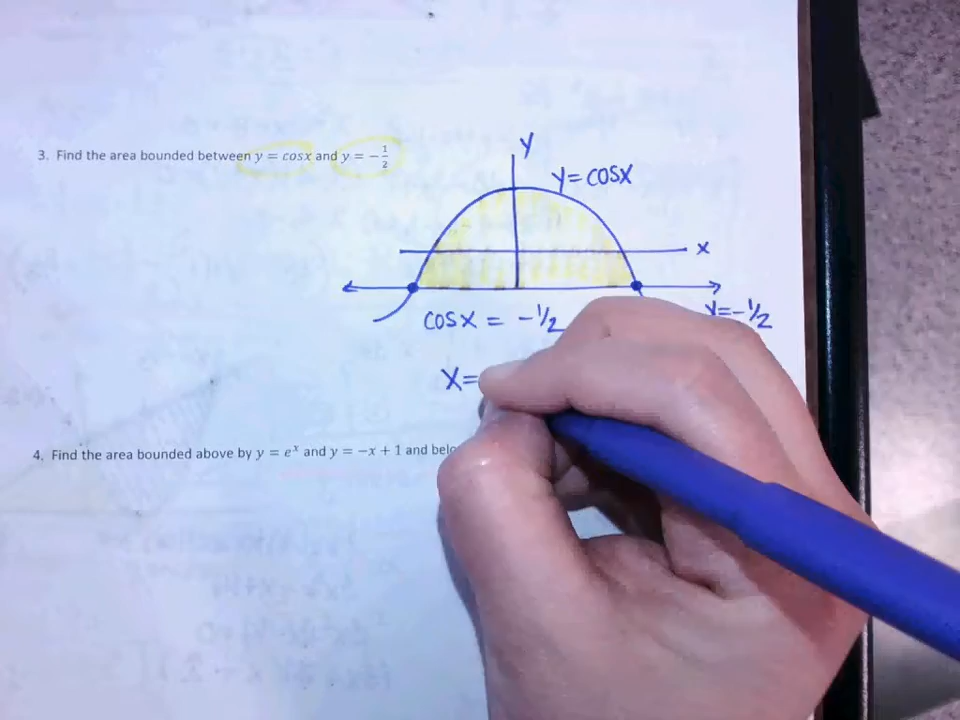 3. Find the area bounded between y = cosx and y = -1/2
y
y=cosx
x
cosx = -1/2
y=-1/2
x=
4. Find the area bounded above by y = eˣ and y = −x + 1 and